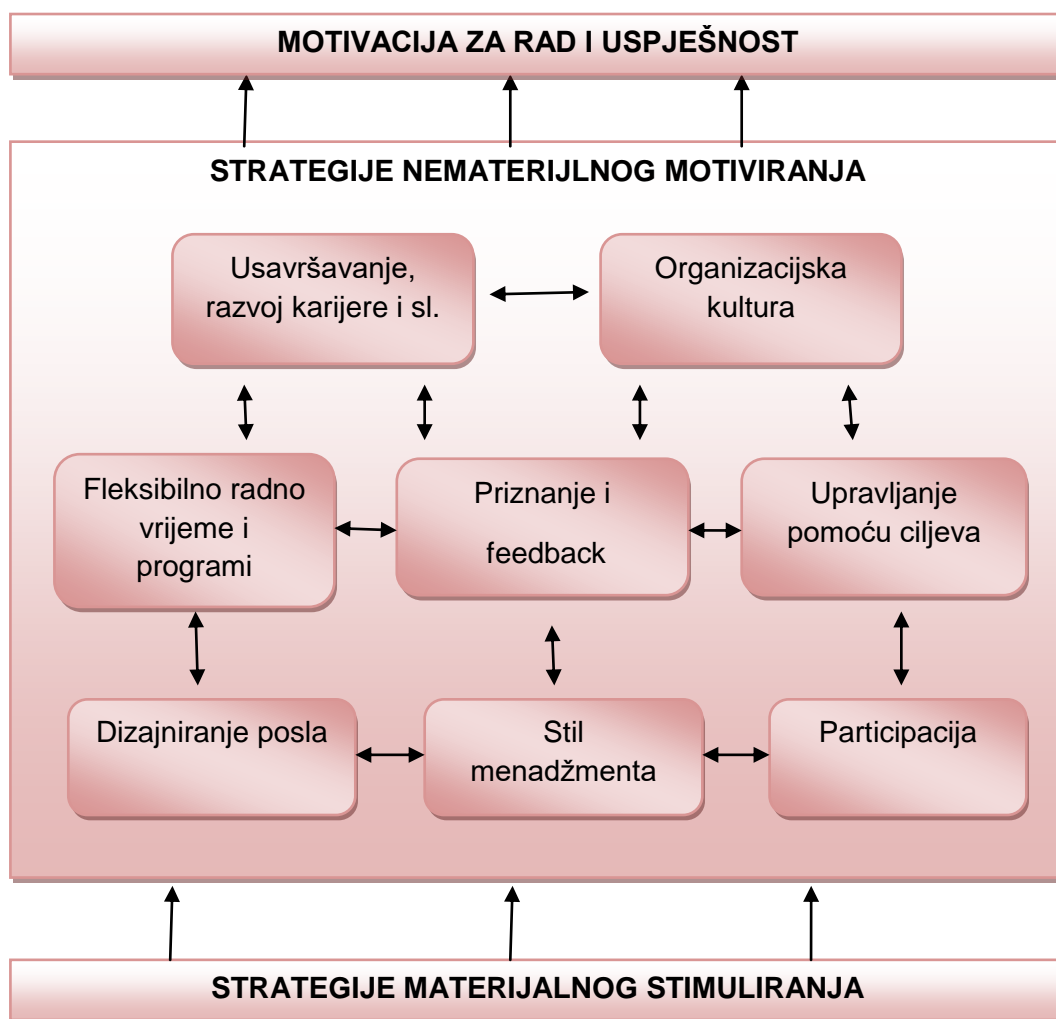 MOTIVACIJA ZA RAD I USPJEŠNOST
STRATEGIJE NEMATERIJLNOG MOTIVIRANJA
Usavršavanje,
razvoj karijere i sl.
Organizacijska
kultura
Fleksibilno radno
vrijeme i
programi
Priznanje i
feedback
Upravljanje
pomoću ciljeva
Dizajniranje posla
Stil
menadžmenta
Participacija
STRATEGIJE MATERIJALNOG STIMULIRANJA